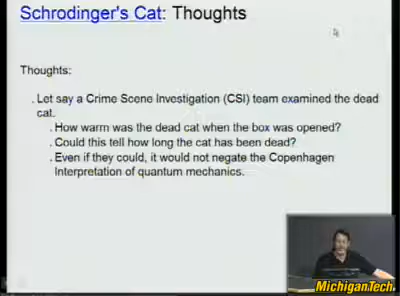 Schrodinger's Cat: Thoughts
Thoughts:
. Let say a Crime Scene Investigation (CSI) team examined the dead
cat.
. How warm was the dead cat when the box was opened?
. Could this tell how long the cat has been dead?
. Even if they could, it would not negate the Copenhagen
Interpretation of quantum mechanics.
MichiganTech